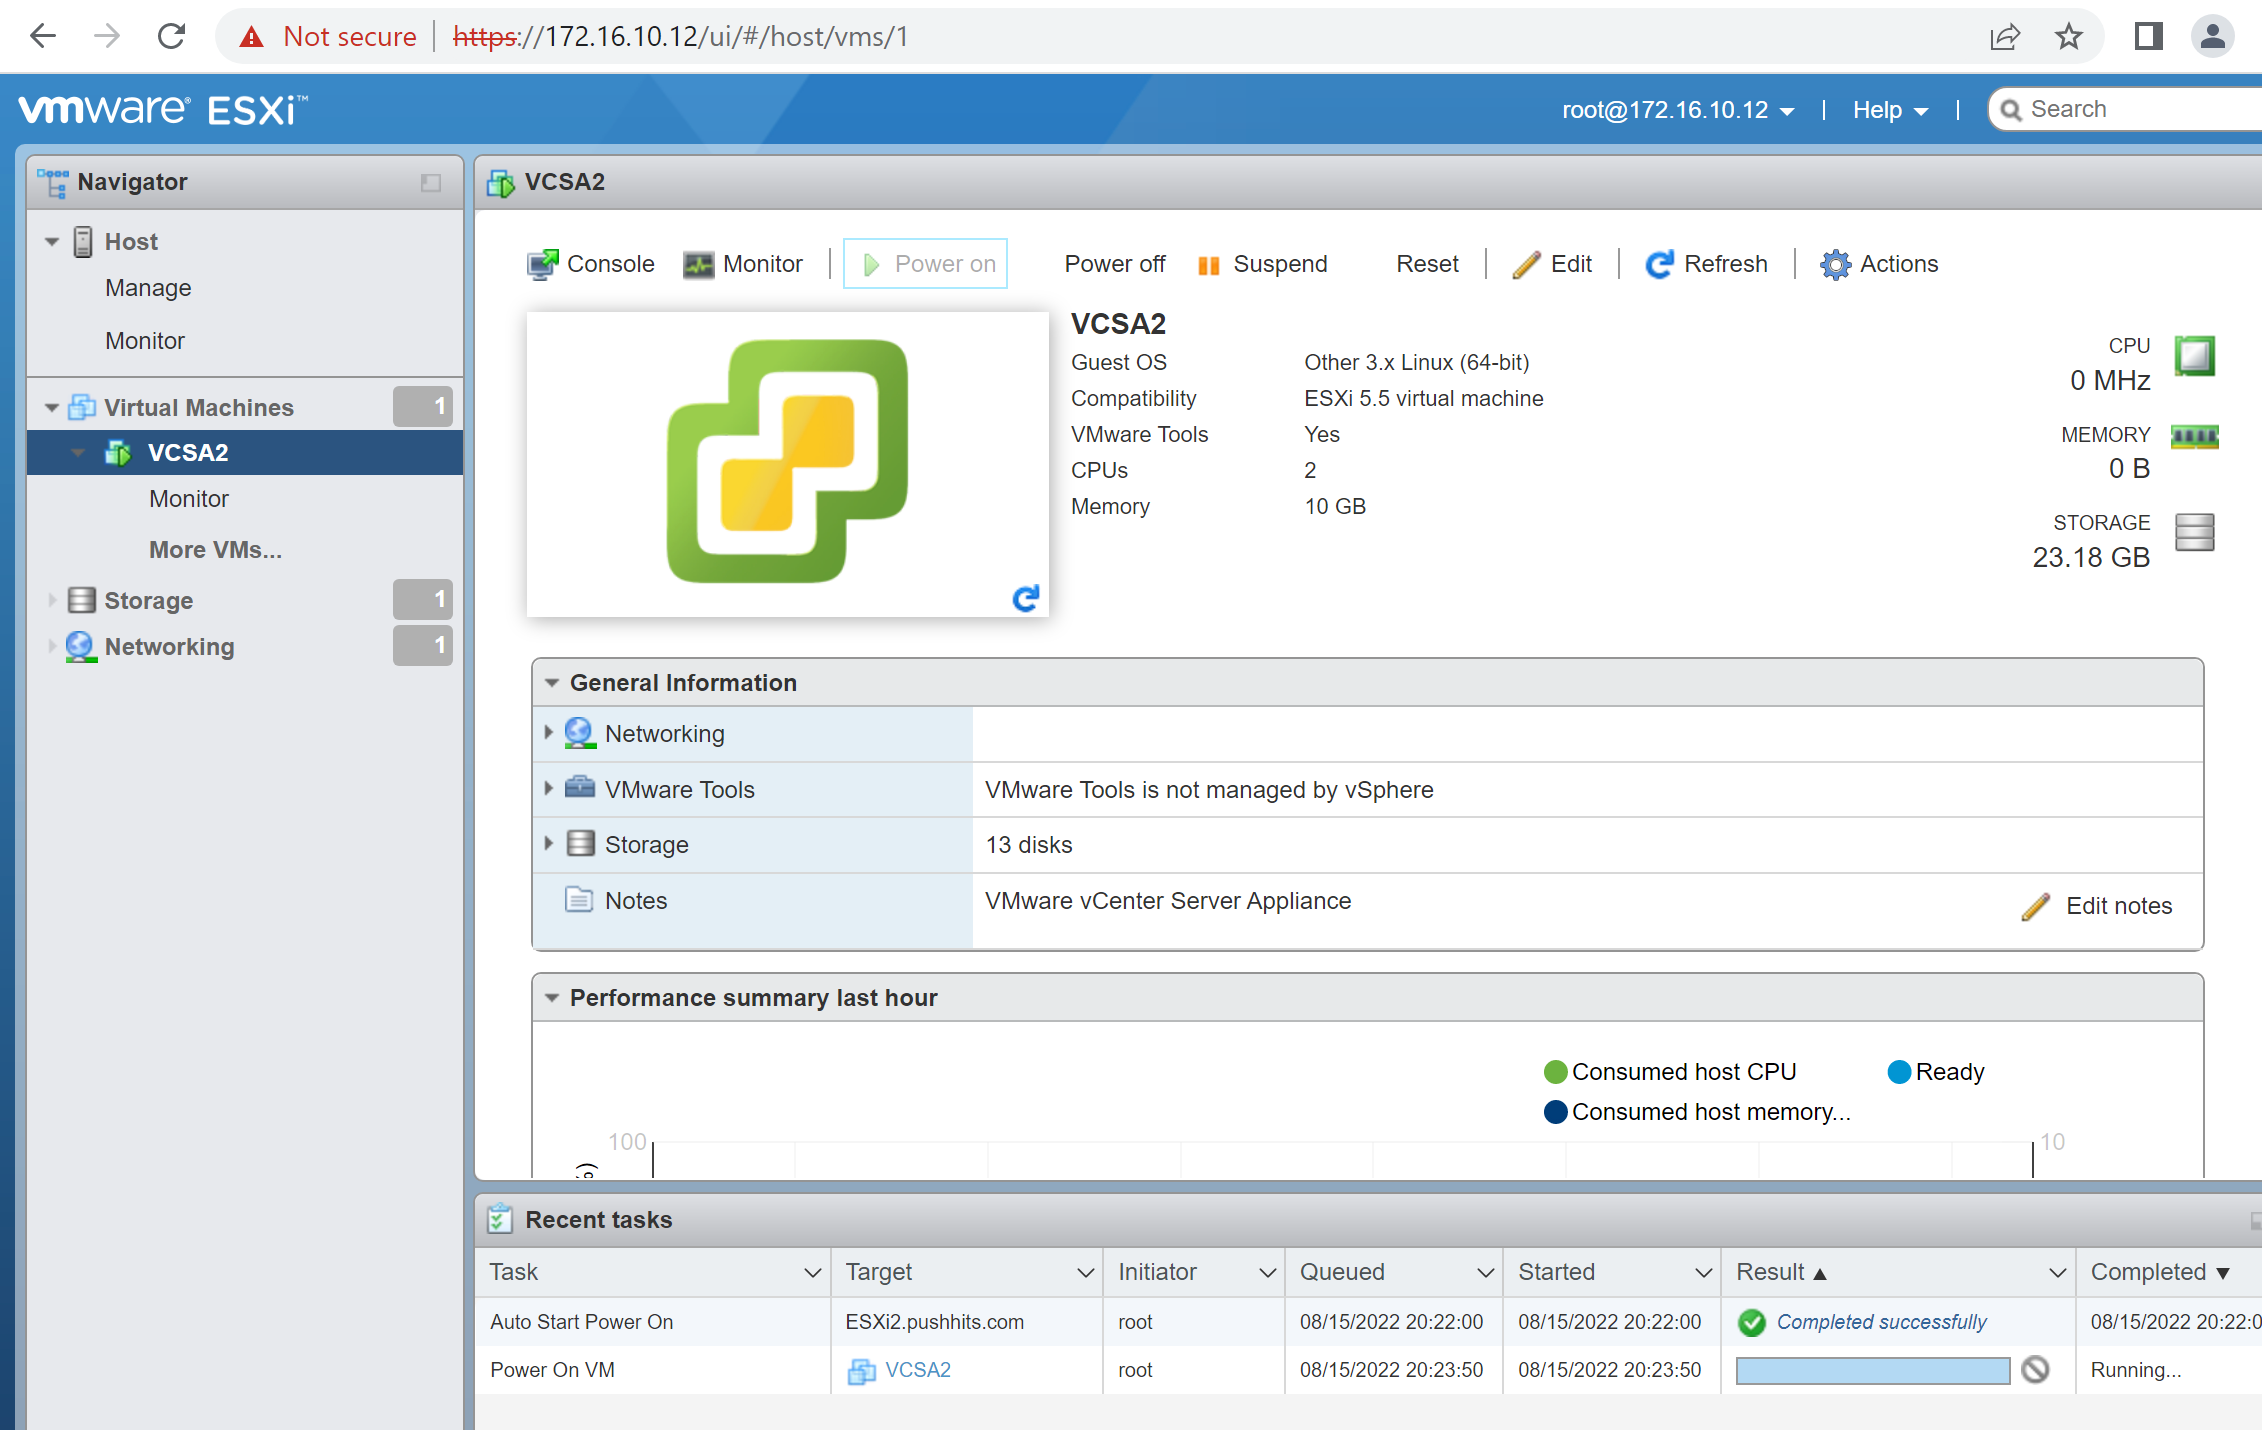 Not secure https://172.16.10.12/ui/#/host/vms/1
vmware® ESXi™
root@172.16.10.12 | Help | Search
Navigator
Host
Manage
Monitor
Virtual Machines 1
VCSA2
Monitor
More VMs...
Storage 1
Networking 1
VCSA2
Console Monitor Power on Power off Suspend Reset Edit Refresh Actions
VCSA2
Guest OS Other 3.x Linux (64-bit)
Compatibility ESXi 5.5 virtual machine
VMware Tools Yes
CPUs 2
Memory 10 GB
CPU
0 MHz
MEMORY
0 B
STORAGE
23.18 GB
General Information
Networking
VMware Tools VMware Tools is not managed by vSphere
Storage 13 disks
Notes VMware vCenter Server Appliance Edit notes
Performance summary last hour
Consumed host CPU Ready
Consumed host memory...
100 10
Recent tasks
Task Target Initiator Queued Started Result ▲ Completed ▼
Auto Start Power On ESXi2.pushhits.com root 08/15/2022 20:22:00 08/15/2022 20:22:00 Completed successfully 08/15/2022 20:22:0
Power On VM VCSA2 root 08/15/2022 20:23:50 08/15/2022 20:23:50 Running...